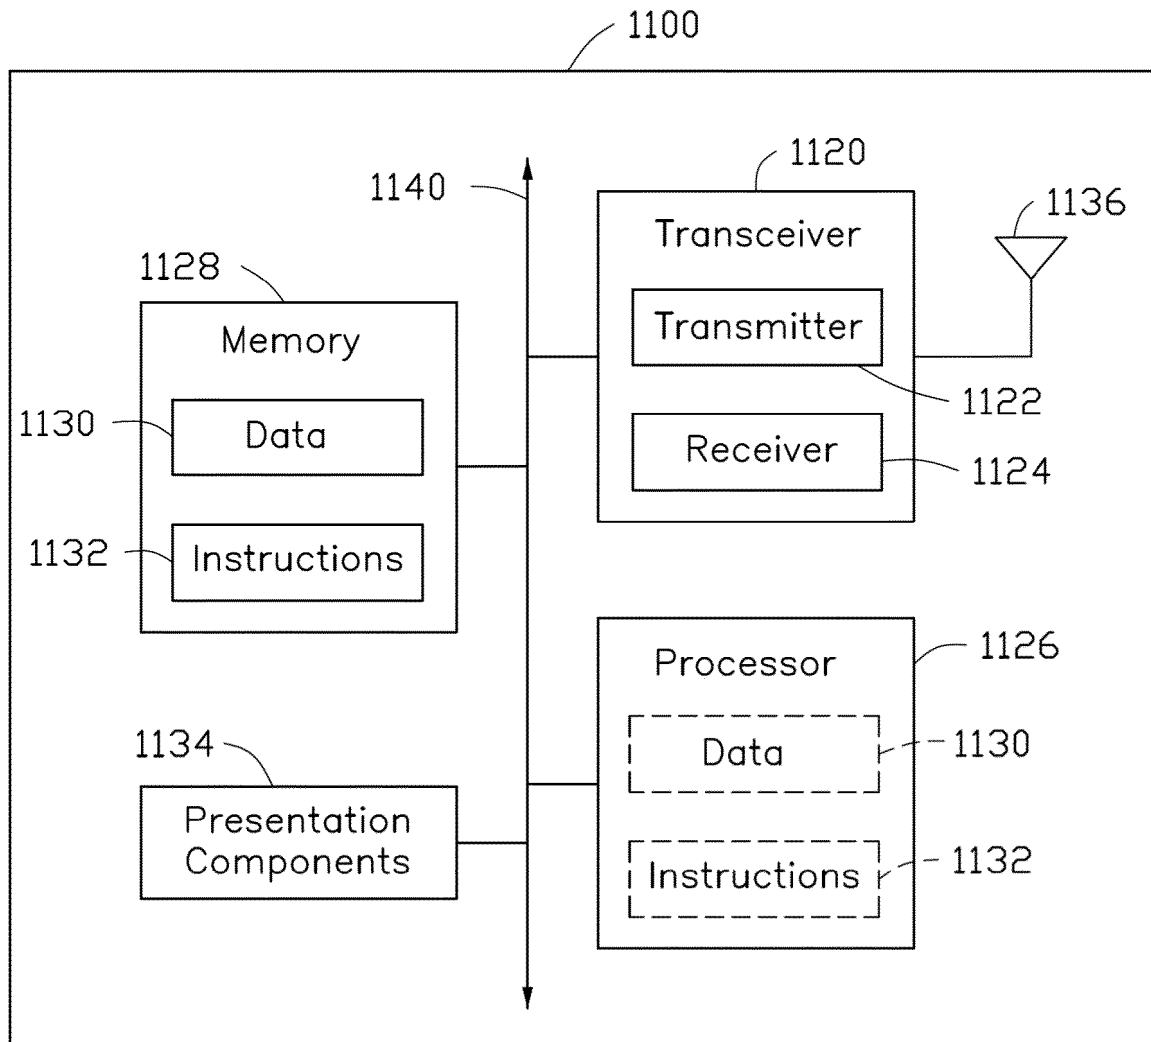 1100
1120
1140
1136
Transceiver
1128
Memory
Transmitter
1122
1130
Data
Receiver
1124
1132
Instructions
1126
Processor
1134
Data
1130
Presentation
Components
Instructions
1132